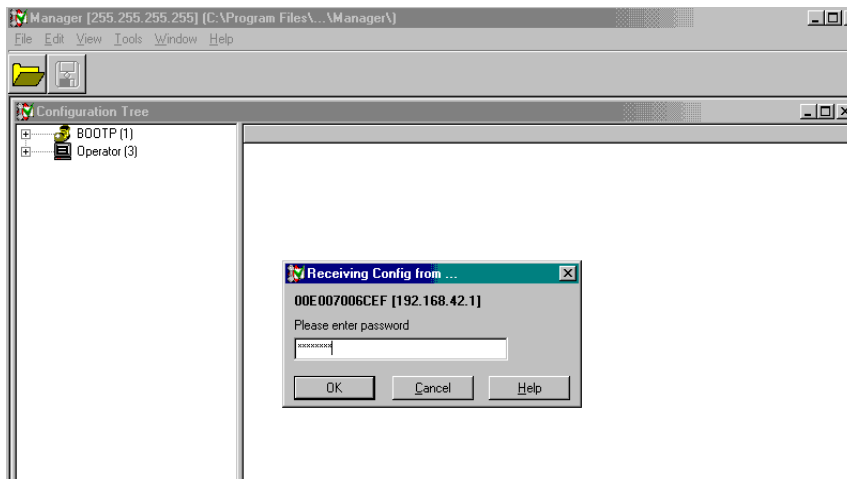 Manager [255.255.255.255] (C:\Program Files\...\Manager\)
File Edit View Tools Window Help
Configuration Tree
BOOTP (1)
Operator (3)
Receiving Config from ...
00E007006CEF [192.168.42.1]
Please enter password
xxxxxxxx
OK Cancel Help